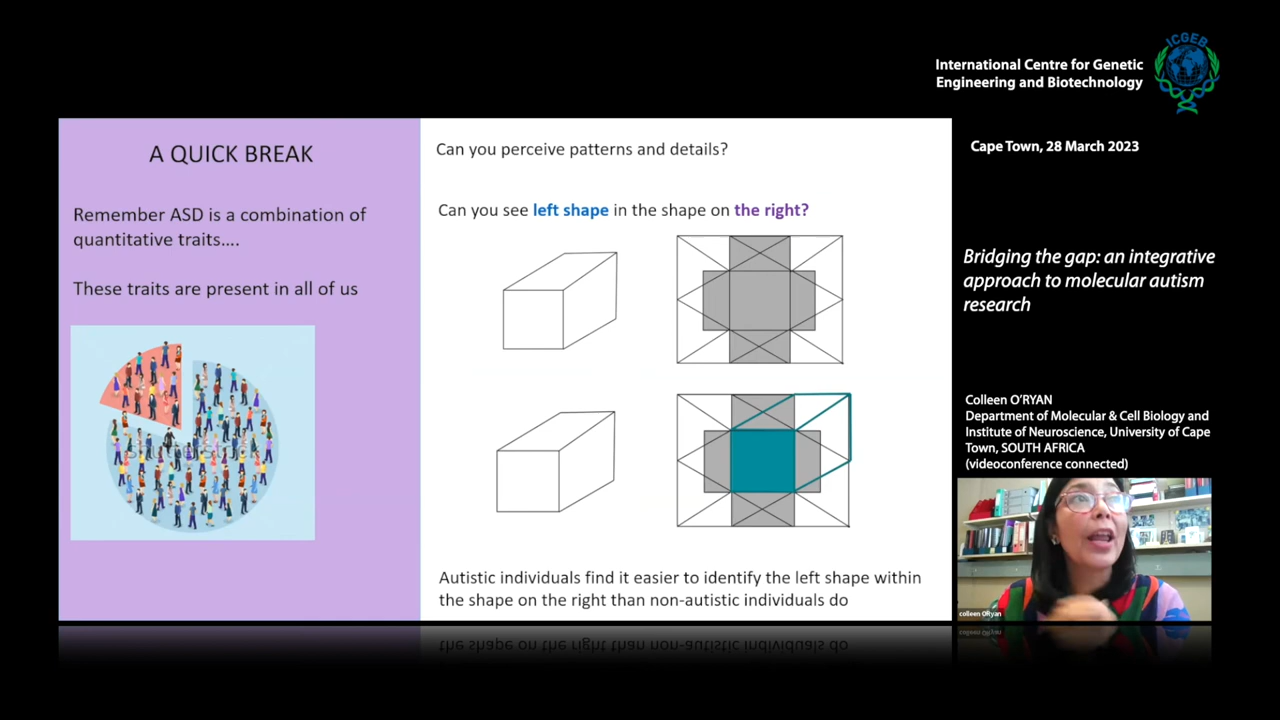 ICGEB
International Centre for Genetic
Engineering and Biotechnology
A QUICK BREAK
Remember ASD is a combination of
quantitative traits....
These traits are present in all of us
Can you perceive patterns and details?
Can you see left shape in the shape on the right?
Autistic individuals find it easier to identify the left shape within
the shape on the right than non-autistic individuals do
Cape Town, 28 March 2023
Bridging the gap: an integrative
approach to molecular autism
research
Colleen O'RYAN
Department of Molecular & Cell Biology and
Institute of Neuroscience, University of Cape
Town, SOUTH AFRICA
(videoconference connected)
colleen ORyan